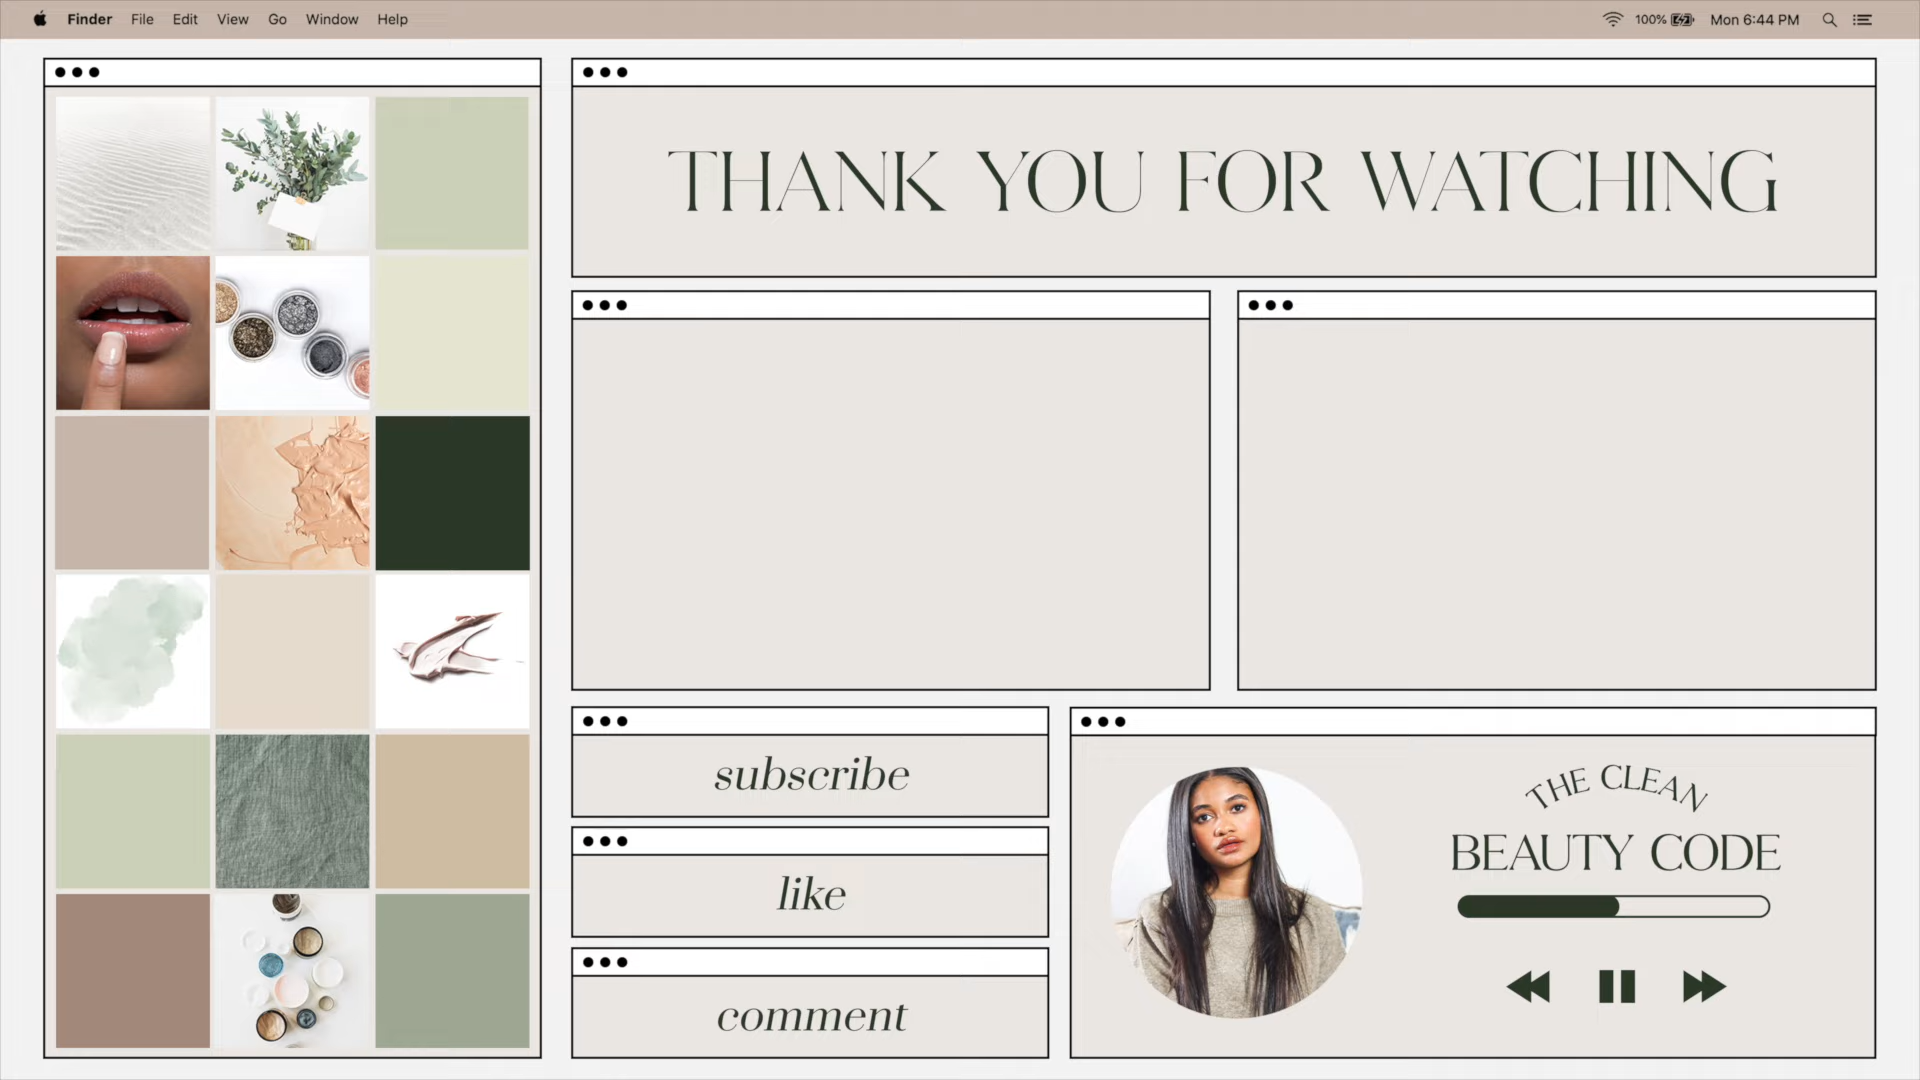 Finder File Edit View Go Window Help
100% Mon 6:44 PM
THANK YOU FOR WATCHING
subscribe
like
comment
THE CLEAN
BEAUTY CODE